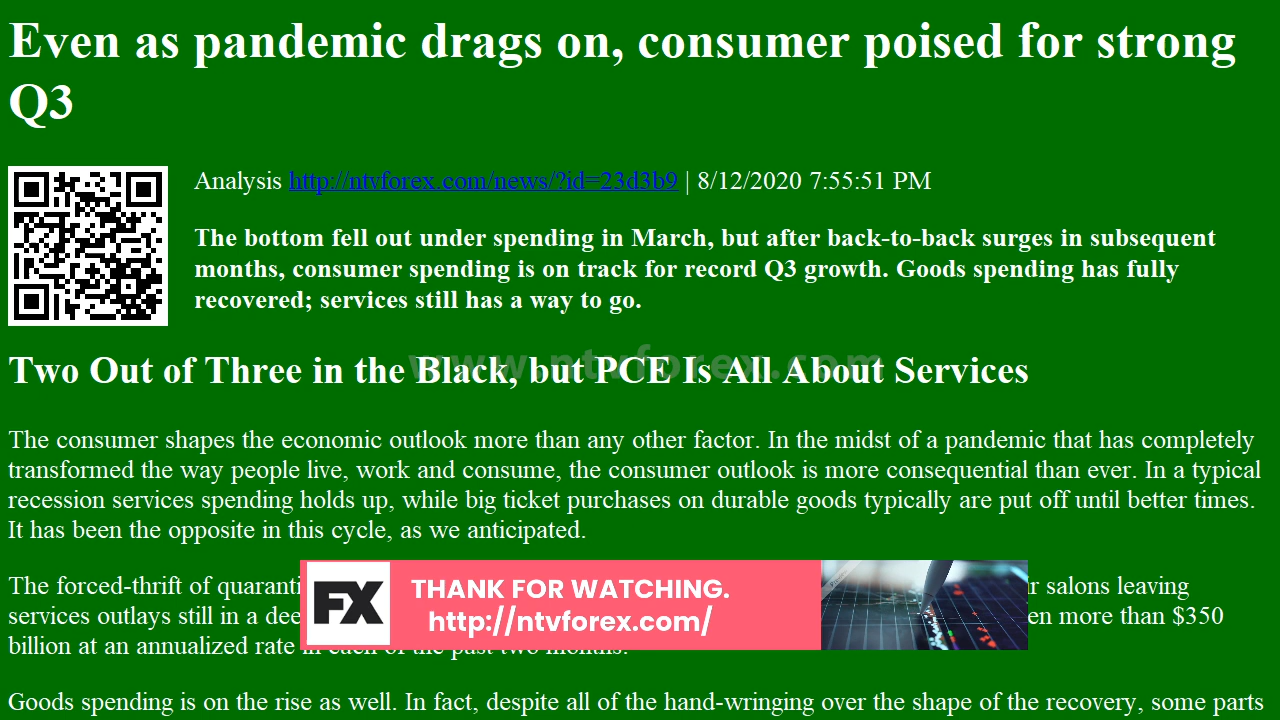 Even as pandemic drags on, consumer poised for strong
Q3
Analysis http://ntvforex.com/news/?id=23d3b9 | 8/12/2020 7:55:51 PM
The bottom fell out under spending in March, but after back-to-back surges in subsequent
months, consumer spending is on track for record Q3 growth. Goods spending has fully
recovered; services still has a way to go.
www.ntvforex.com
Two Out of Three in the Black, but PCE Is All About Services
The consumer shapes the economic outlook more than any other factor. In the midst of a pandemic that has completely
transformed the way people live, work and consume, the consumer outlook is more consequential than ever. In a typical
recession services spending holds up, while big ticket purchases on durable goods typically are put off until better times.
It has been the opposite in this cycle, as we anticipated.
The forced-thrift of salons leaving
services outlays still in a more than $350
billion at an annualized rate in each of the past two months.
FX
THANK FOR WATCHING.
http://ntvforex.com/
Goods spending is on the rise as well. In fact, despite all of the hand-wringing over the shape of the recovery, some parts